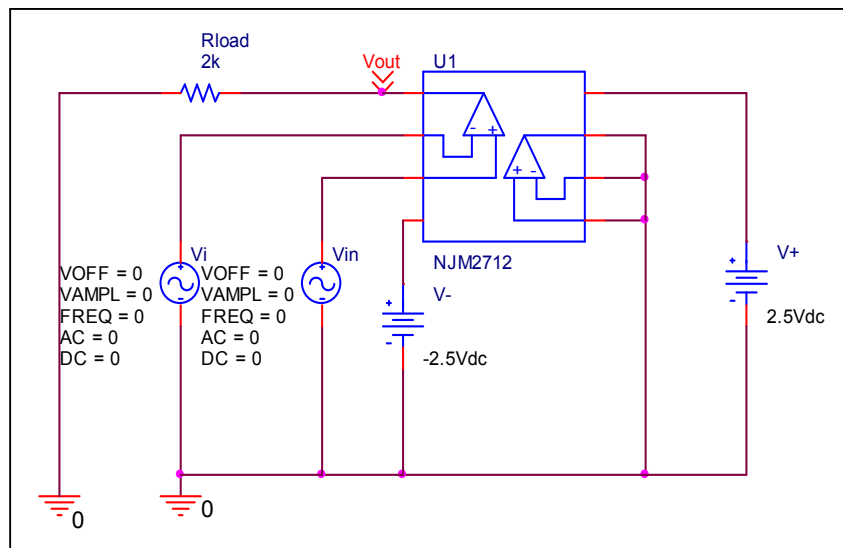 Rload
2k
Vout
U1
- +
+ -
NJM2712
Vi
VOFF = 0
VAMPL = 0
FREQ = 0
AC = 0
DC = 0
+
-
Vin
VOFF = 0
VAMPL = 0
FREQ = 0
AC = 0
DC = 0
+
-
V-
+
-
-2.5Vdc
V+
+
-
2.5Vdc
0
0